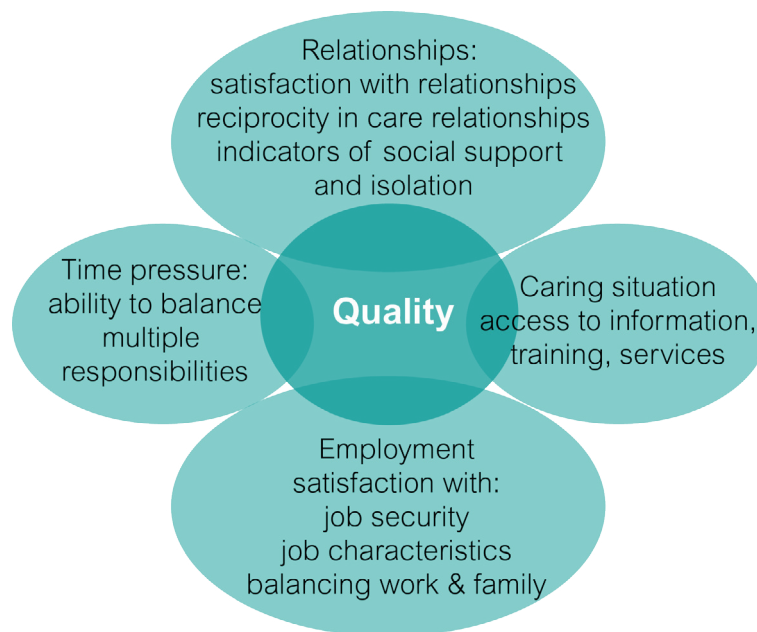 Relationships:
satisfaction with relationships
reciprocity in care relationships
indicators of social support
and isolation
Time pressure:
ability to balance
multiple
responsibilities
Quality
Caring situation
access to information,
training, services
Employment
satisfaction with:
job security
job characteristics
balancing work & family